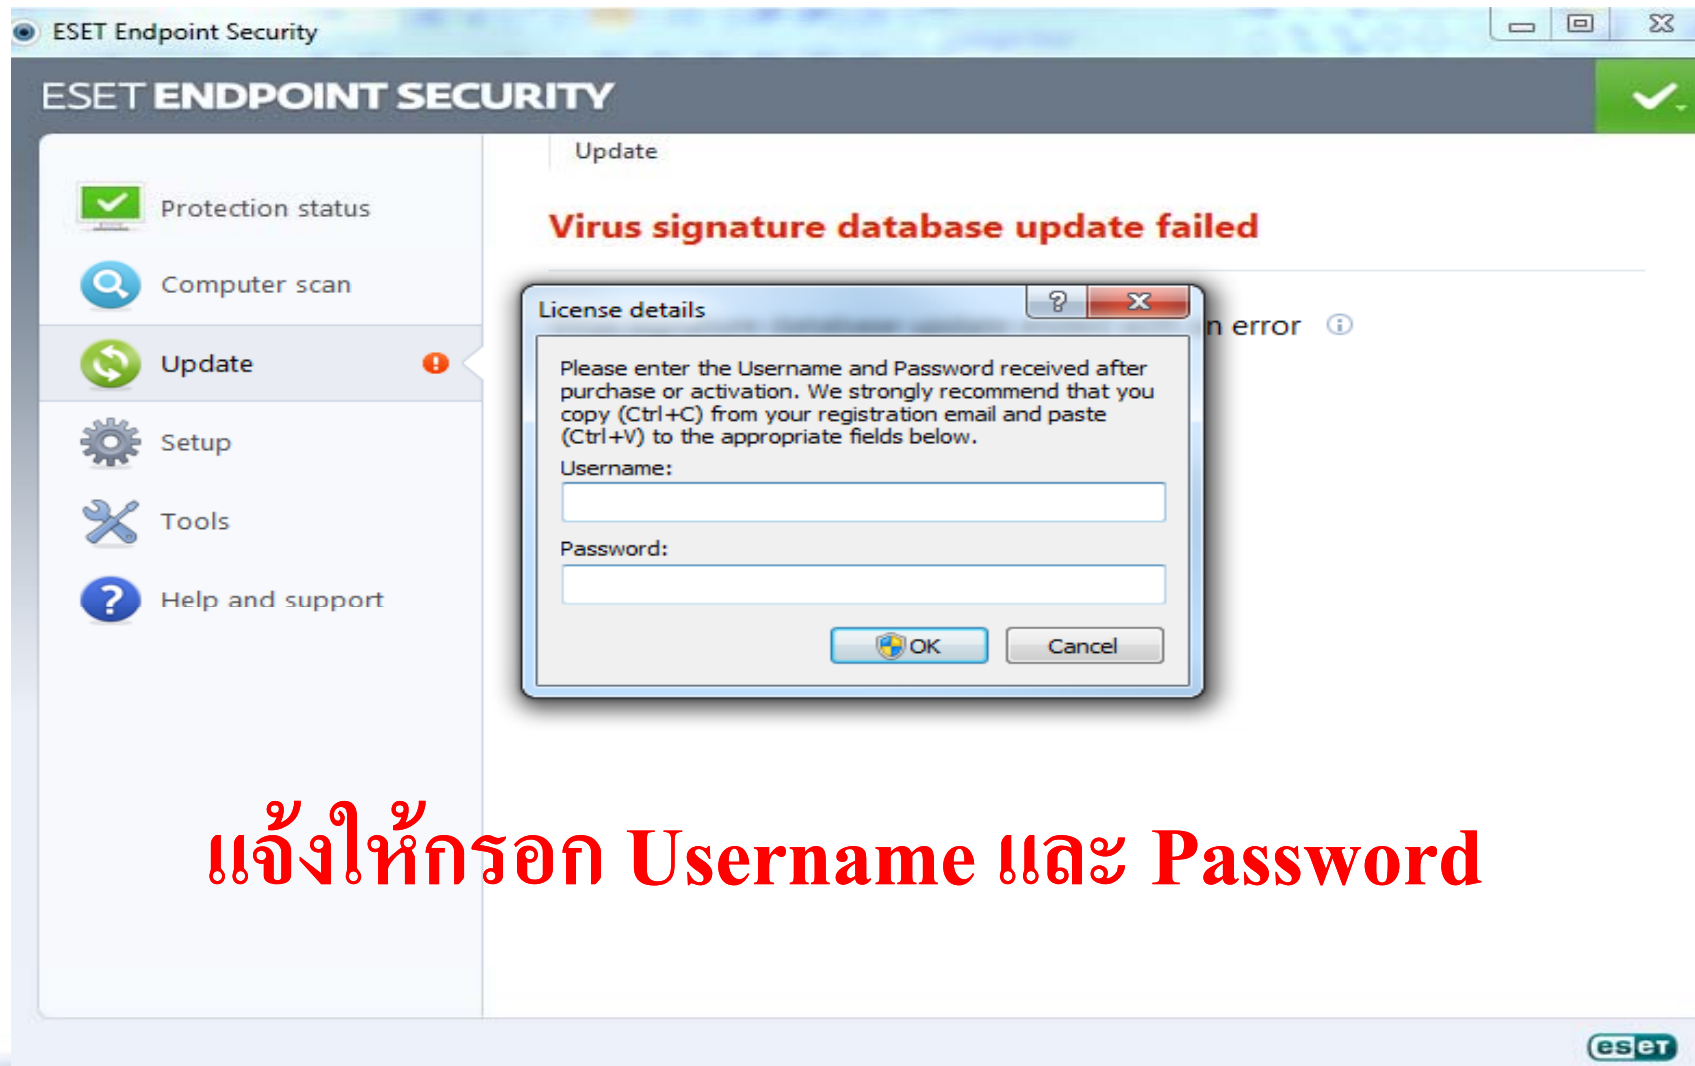 ESET Endpoint Security
ESET ENDPOINT SECURITY
Update
Protection status
Virus signature database update failed
Computer scan
License details
n error
Update
Please enter the Username and Password received after
purchase or activation. We strongly recommend that you
copy (Ctrl+C) from your registration email and paste
(Ctrl+V) to the appropriate fields below.
Setup
Username:
Tools
Password:
Help and support
OK
Cancel
แจ้งให้กรอก Username และ Password
eset